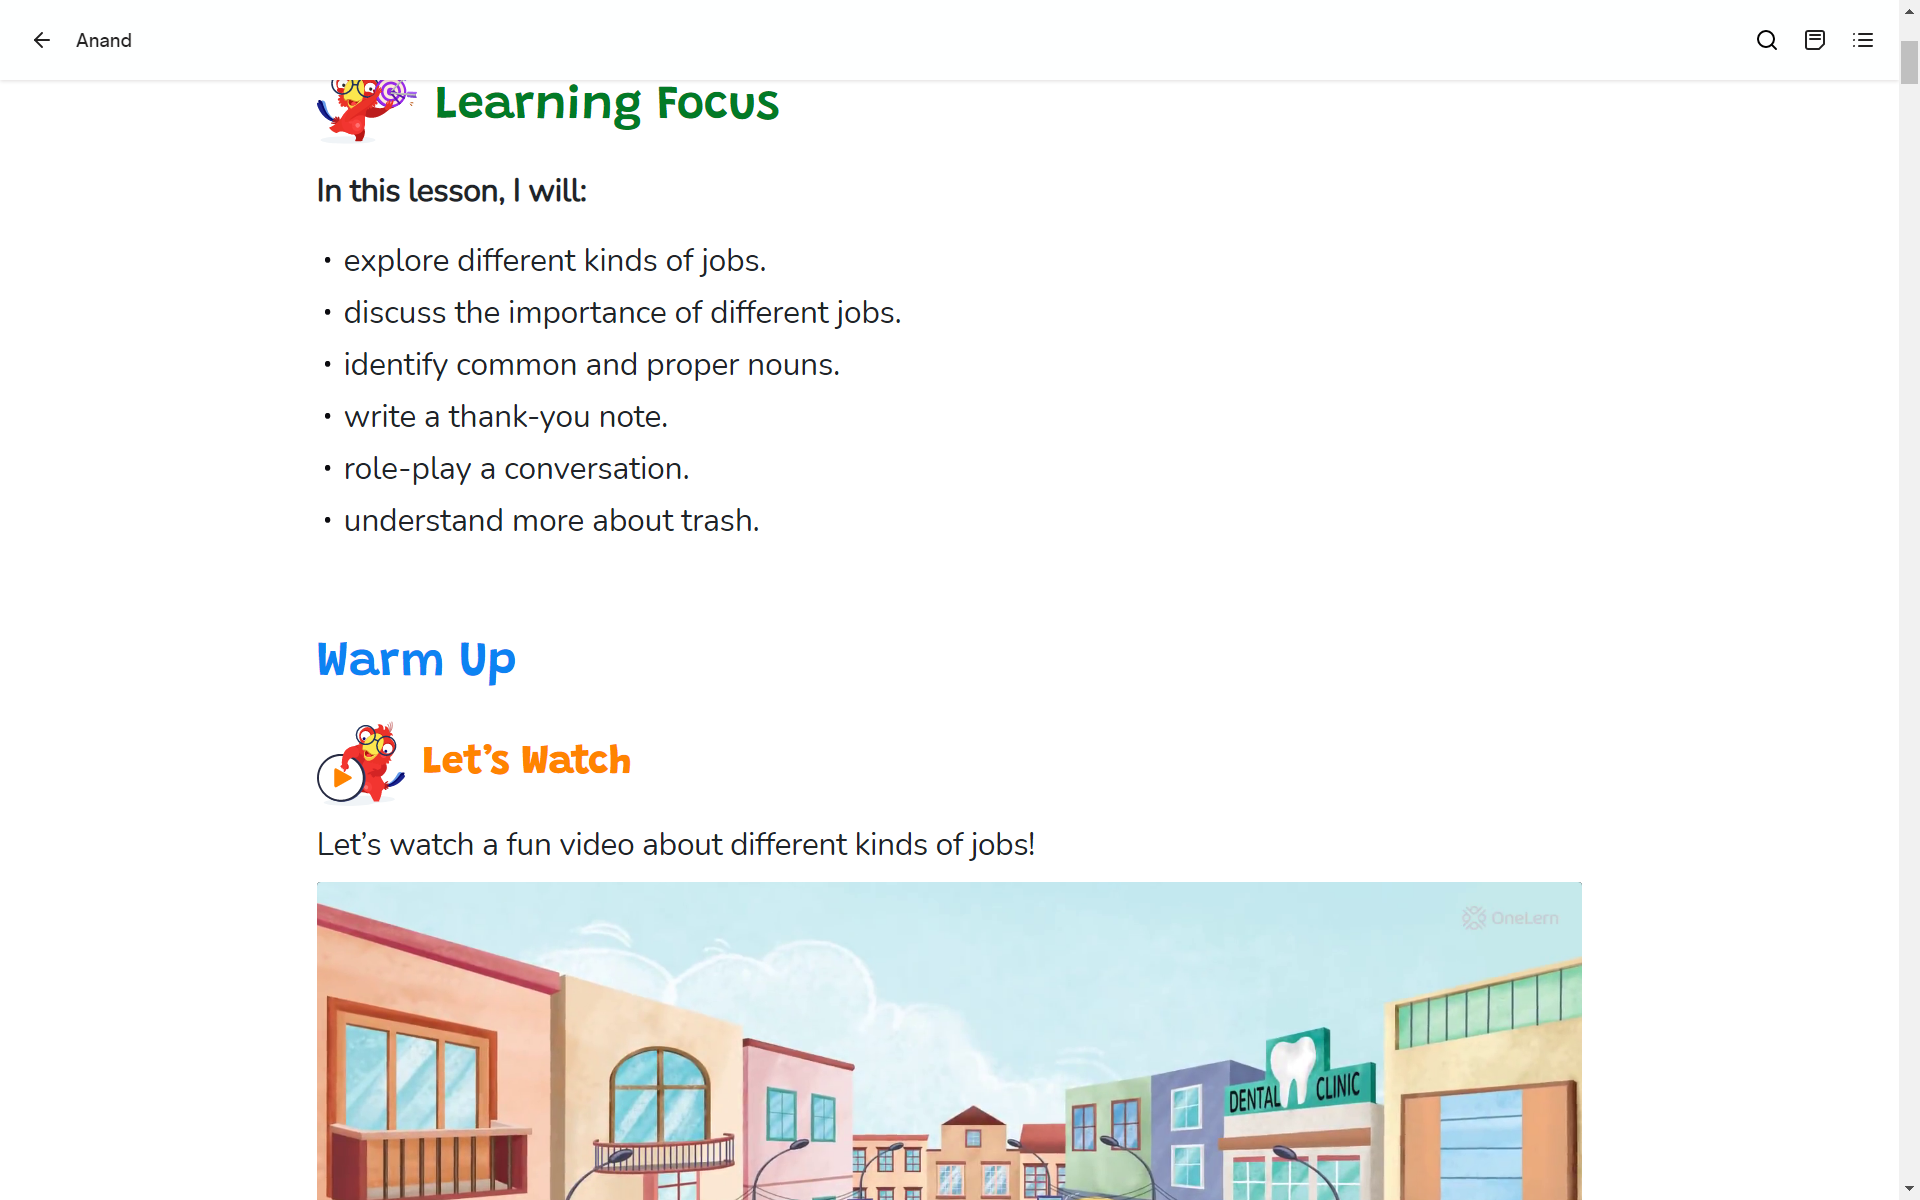 Anand
Learning Focus
In this lesson, I will:
• explore different kinds of jobs.
• discuss the importance of different jobs.
• identify common and proper nouns.
• write a thank-you note.
• role-play a conversation.
• understand more about trash.
Warm Up
Let’s Watch
Let’s watch a fun video about different kinds of jobs!
OneLern
DENTAL CLINIC